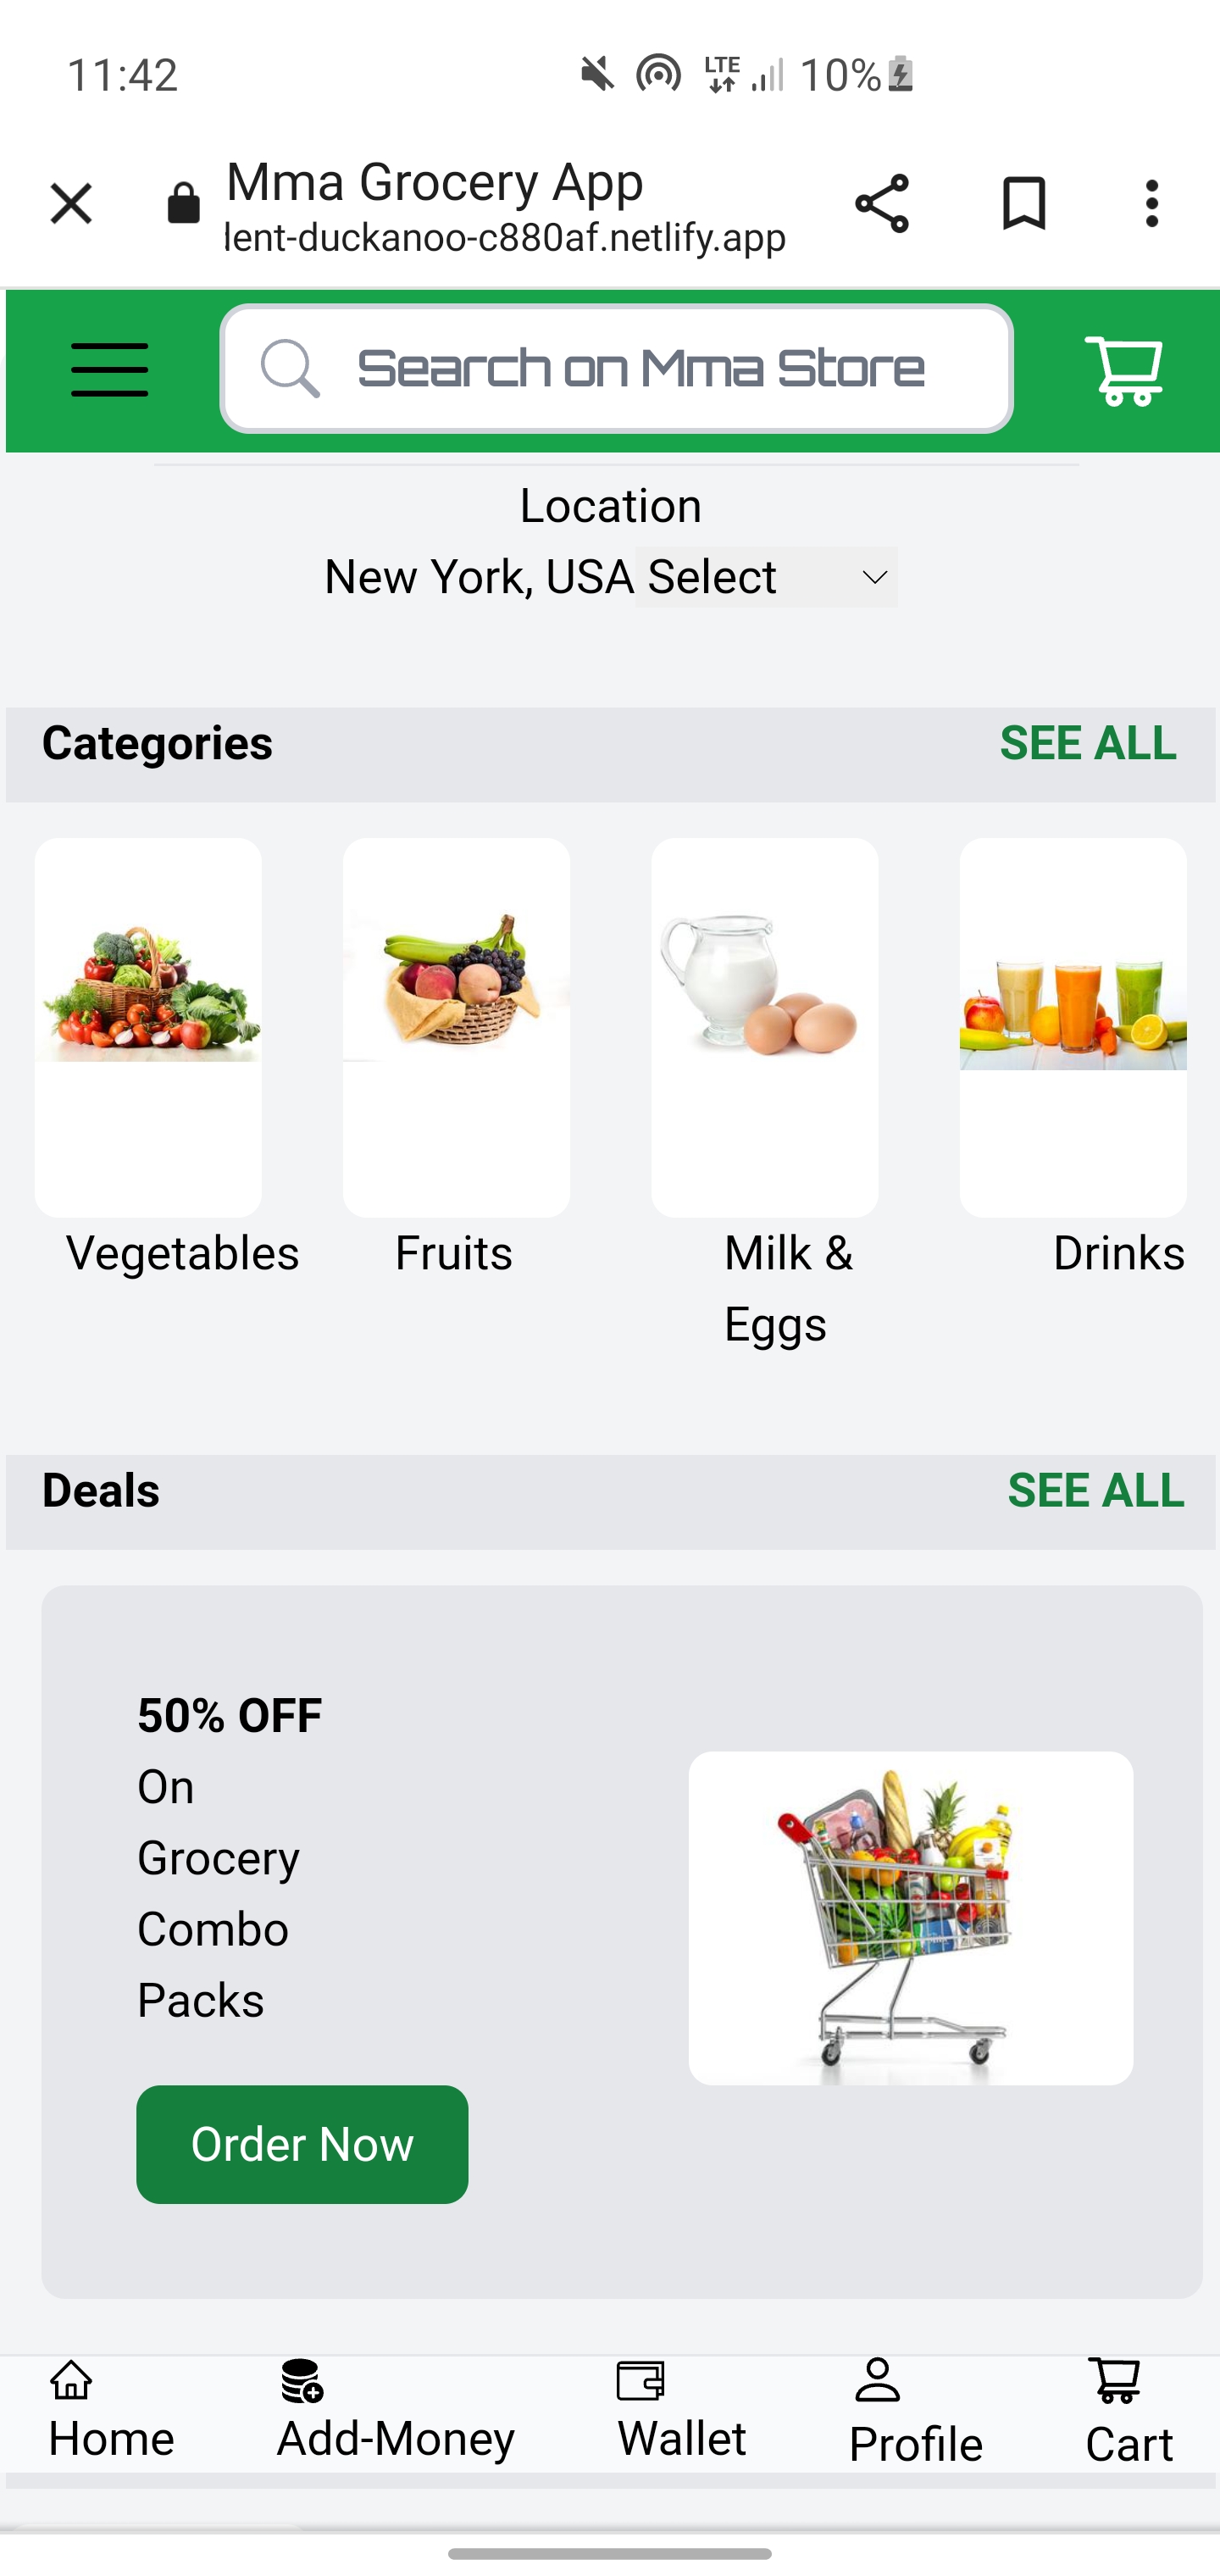 11:42
LTE
10%
Mma Grocery App
lent-duckanoo-c880af.netlify.app
Search on Mma Store
Location
New York, USA Select
Categories
SEE ALL
Vegetables
Fruits
Milk &
Eggs
Drinks
Deals
SEE ALL
50% OFF
On
Grocery
Combo
Packs
Order Now
Home
Add-Money
Wallet
Profile
Cart